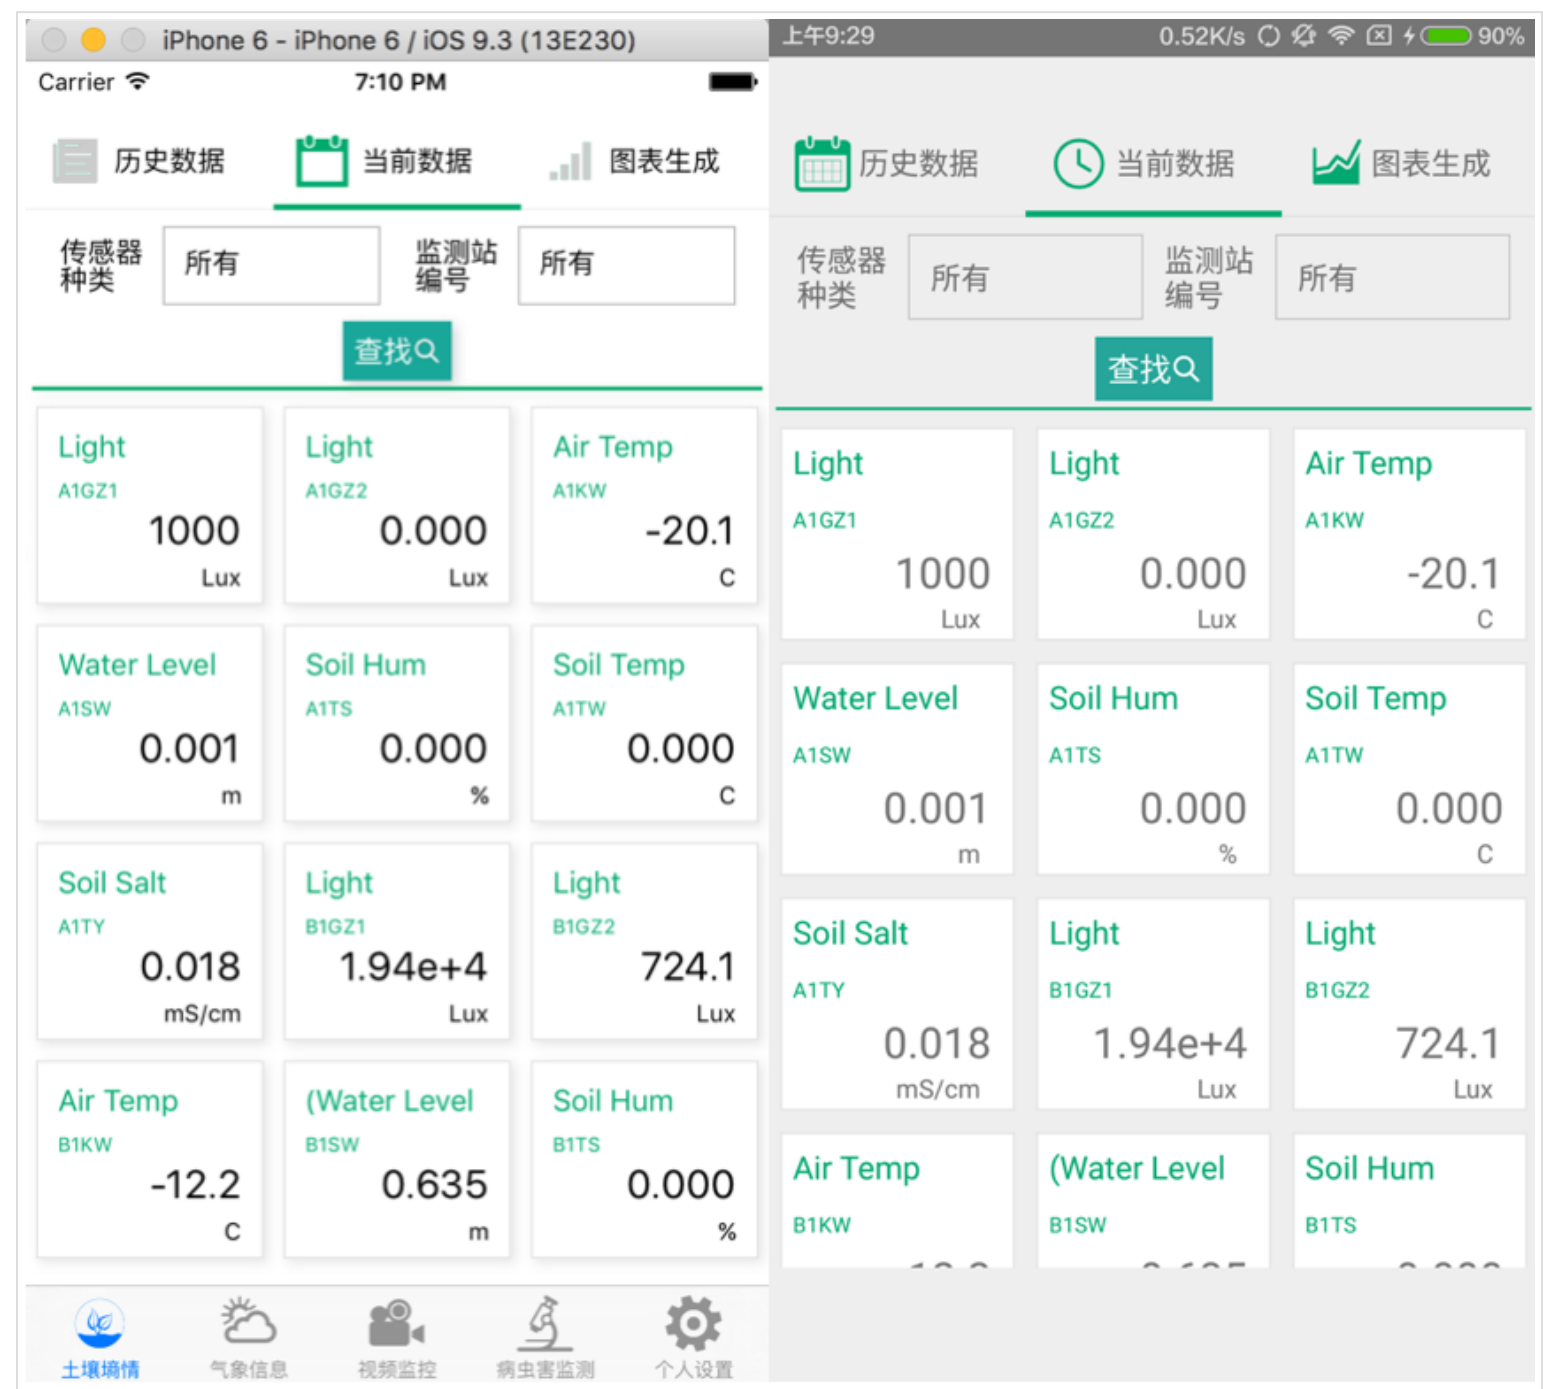 iPhone 6 - iPhone 6 / iOS 9.3 (13E230)
Carrier 7:10 PM
历史数据 当前数据 图表生成
传感器
种类
所有
监测站
编号
所有
查找
Light Light Air Temp
A1GZ1 A1GZ2 A1KW
1000 0.000 -20.1
Lux Lux C
Water Level Soil Hum Soil Temp
A1SW A1TS A1TW
0.001 0.000 0.000
m % C
Soil Salt Light Light
A1TY B1GZ1 B1GZ2
0.018 1.94e+4 724.1
mS/cm Lux Lux
Air Temp (Water Level Soil Hum
B1KW B1SW B1TS
-12.2 0.635 0.000
C m %
土壤墒情 气象信息 视频监控 病虫害监测 个人设置
上午9:29 0.52K/s 90%
历史数据 当前数据 图表生成
传感器
种类
所有
监测站
编号
所有
查找
Light Light Air Temp
A1GZ1 A1GZ2 A1KW
1000 0.000 -20.1
Lux Lux C
Water Level Soil Hum Soil Temp
A1SW A1TS A1TW
0.001 0.000 0.000
m % C
Soil Salt Light Light
A1TY B1GZ1 B1GZ2
0.018 1.94e+4 724.1
mS/cm Lux Lux
Air Temp (Water Level Soil Hum
B1KW B1SW B1TS